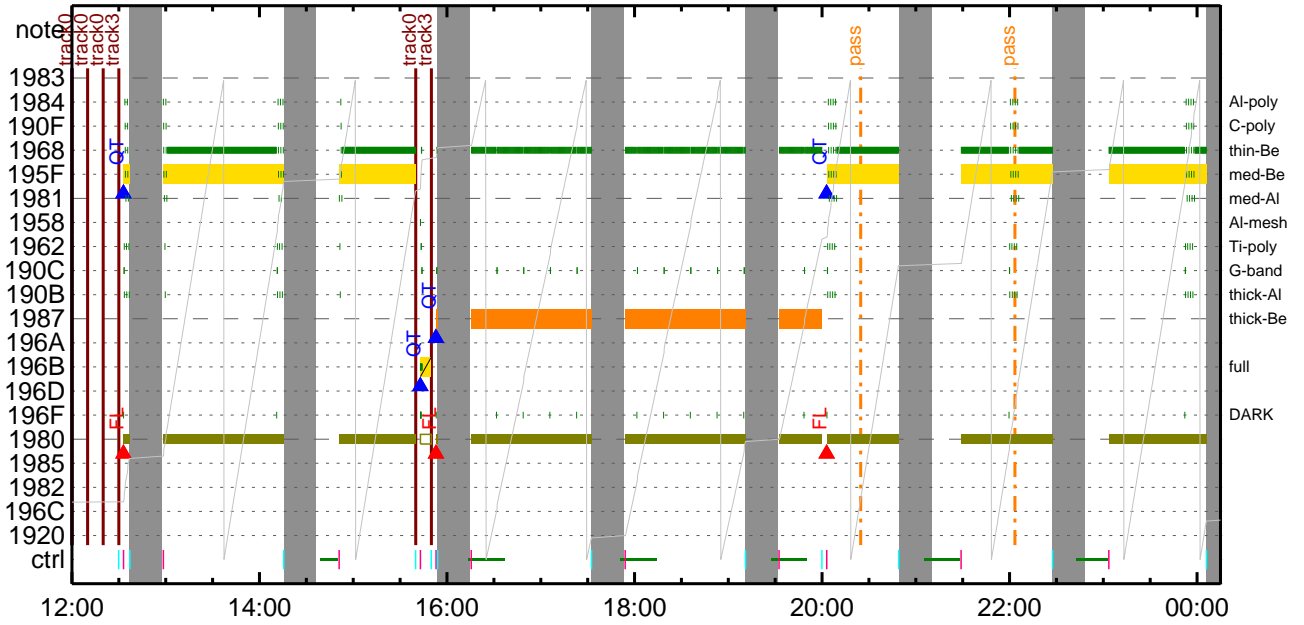 note
track0
track0
track0
track3
track0
track3
pass
pass
1983
1984 Al-poly
190F C-poly
1968 thin-Be
QT
QT
195F med-Be
1981 med-Al
1958 Al-mesh
1962 Ti-poly
190C G-band
190B thick-Al
QT
1987 thick-Be
196A
QT
196B full
196D
196F DARK
FL
FL
FL
1980
1985
1982
196C
1920
ctrl
12:00 14:00 16:00 18:00 20:00 22:00 00:00